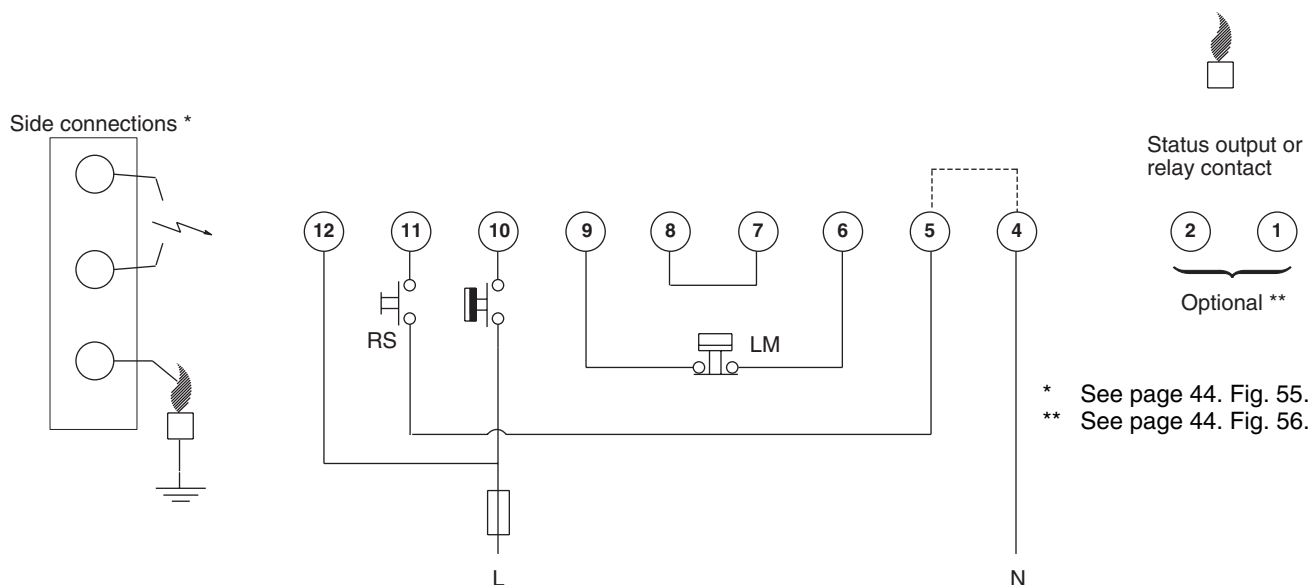 Side connections *
Status output or
relay contact
12 11 10 9 8 7 6 5 4 2 1
Optional **
RS
LM
* See page 44. Fig. 55.
** See page 44. Fig. 56.
L
N